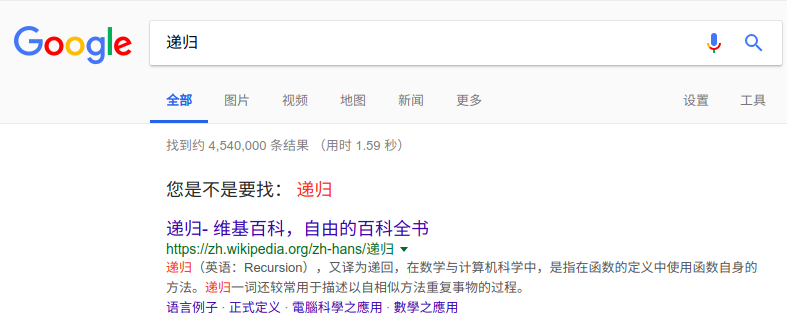 Google
递归
全部 图片 视频 地图 新闻 更多 设置 工具
找到约 4,540,000 条结果 （用时 1.59 秒）
您是不是要找： 递归
递归- 维基百科，自由的百科全书
https://zh.wikipedia.org/zh-hans/递归
递归（英语：Recursion），又译为递回，在数学与计算机科学中，是指在函数的定义中使用函数自身的
方法。递归一词还较常用于描述以自相似方法重复事物的过程。
语言例子 · 正式定义 · 電腦科學之應用 · 數學之應用